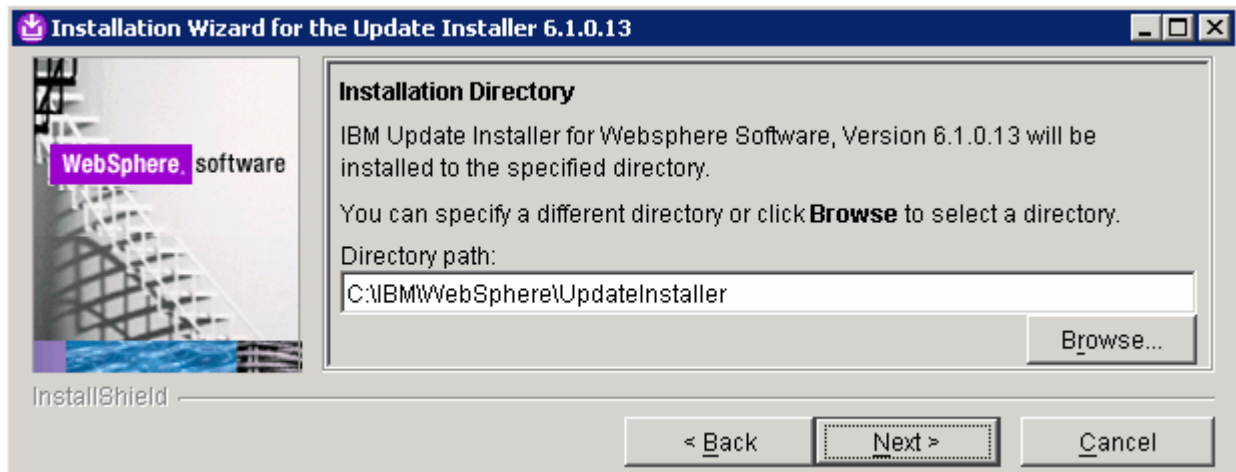 Installation Wizard for the Update Installer 6.1.0.13
WebSphere. software
Installation Directory
IBM Update Installer for Websphere Software, Version 6.1.0.13 will be
installed to the specified directory.
You can specify a different directory or click Browse to select a directory.
Directory path:
C:\IBM\WebSphere\UpdateInstaller
Browse...
InstallShield
< Back
Next >
Cancel